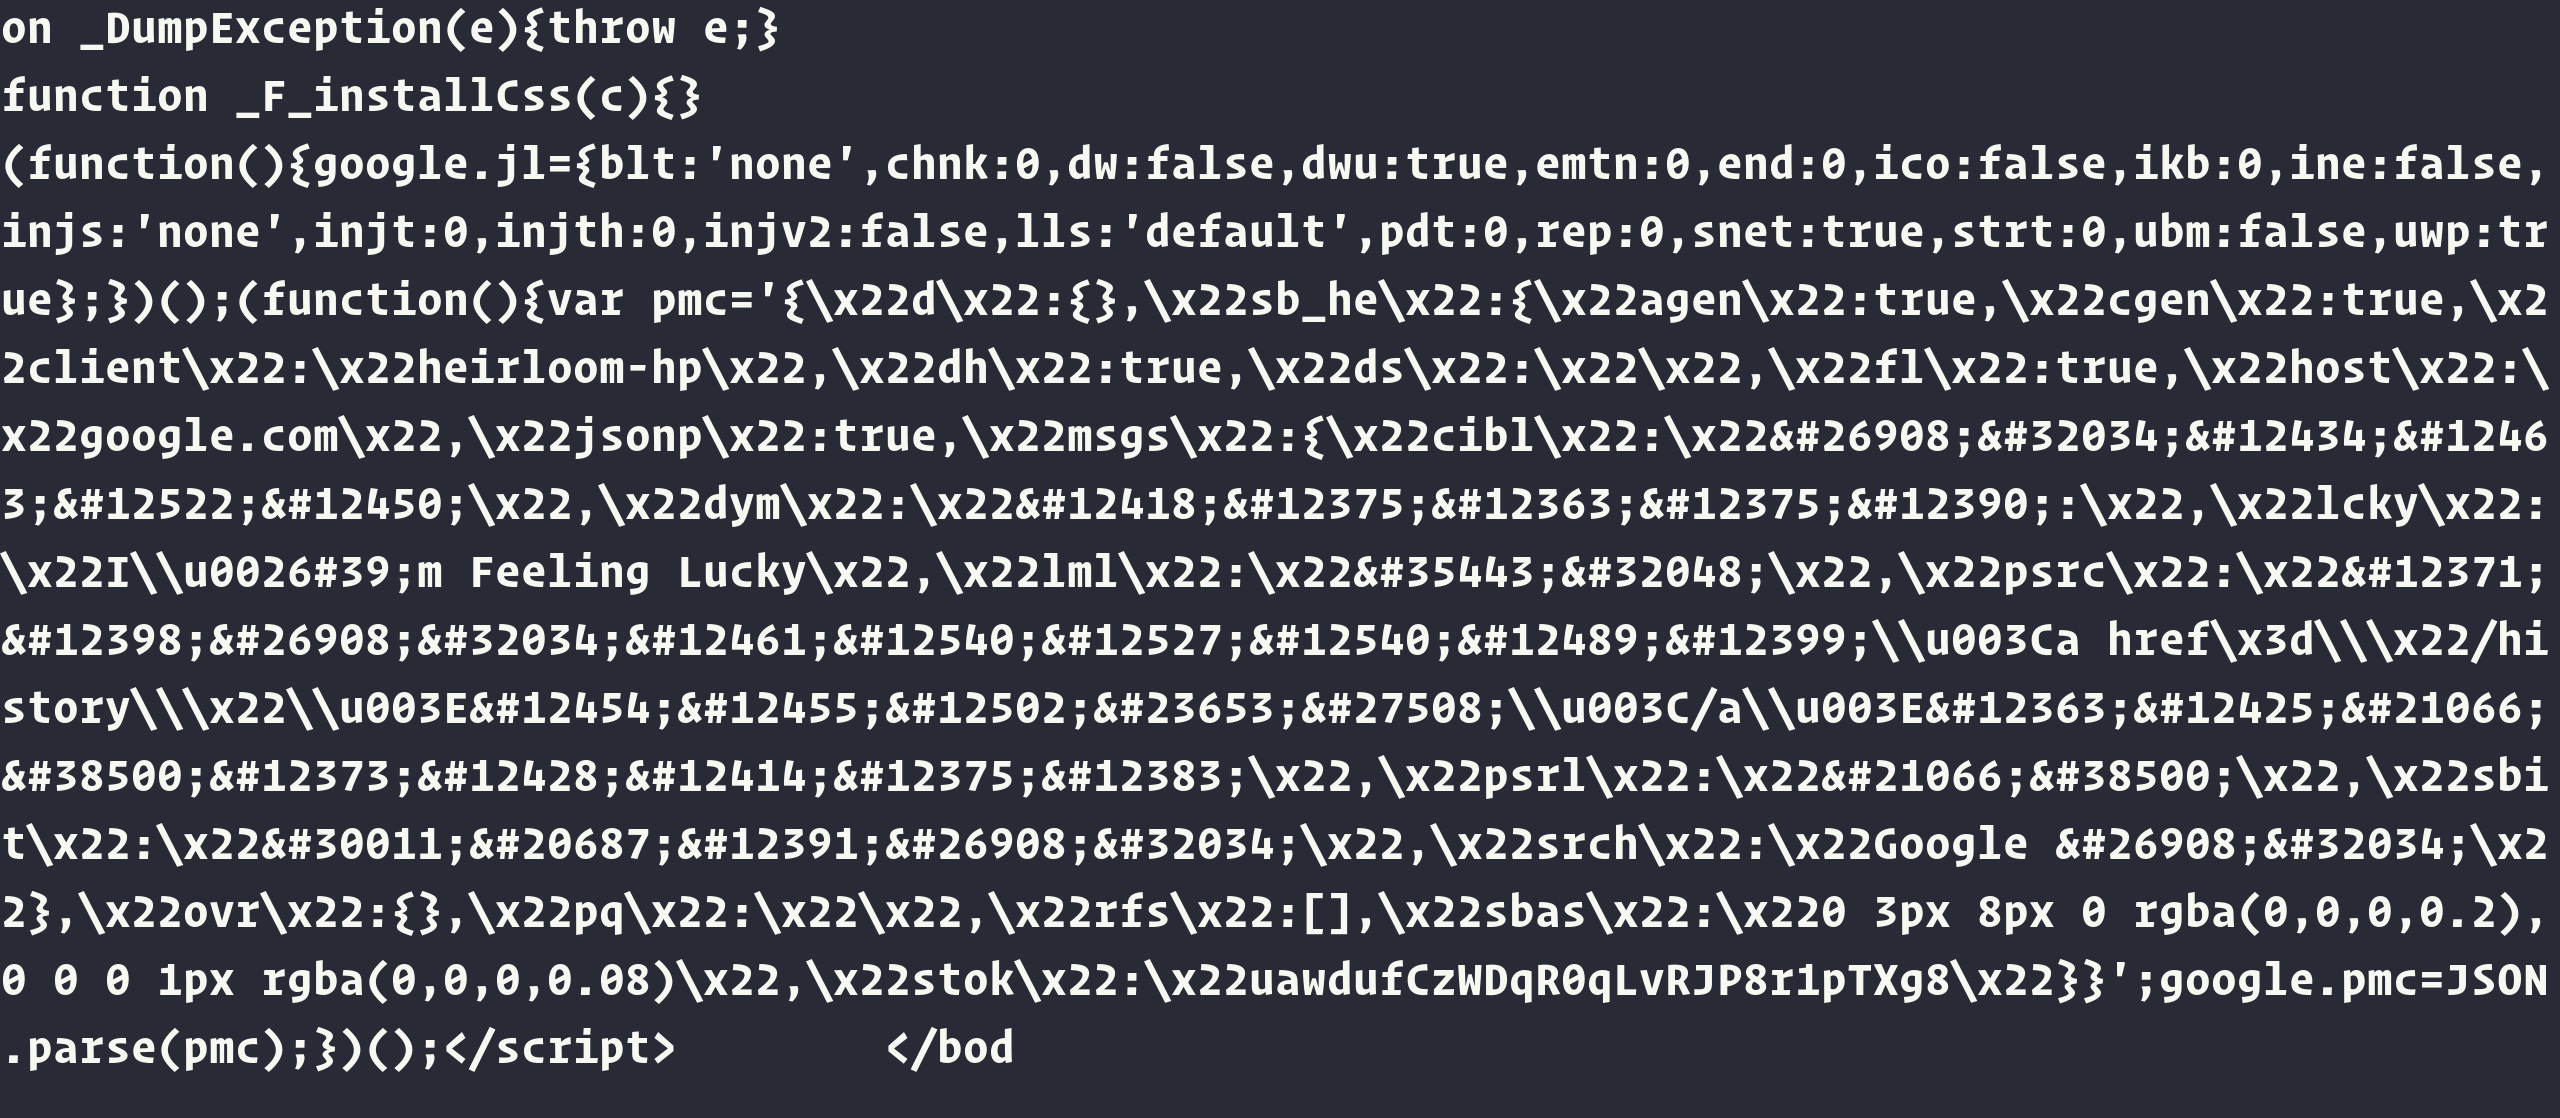 on _DumpException(e){throw e;}
function _F_installCss(c){}
(function(){google.jl={blt:'none',chnk:0,dw:false,dwu:true,emtn:0,end:0,ico:false,ikb:0,ine:false,
injs:'none',injt:0,injth:0,injv2:false,lls:'default',pdt:0,rep:0,snet:true,strt:0,ubm:false,uwp:tr
ue};})();(function(){var pmc='{\x22d\x22:{},\x22sb_he\x22:{\x22agen\x22:true,\x22cgen\x22:true,\x2
2client\x22:\x22heirloom-hp\x22,\x22dh\x22:true,\x22ds\x22:\x22\x22,\x22fl\x22:true,\x22host\x22:\
x22google.com\x22,\x22jsonp\x22:true,\x22msgs\x22:{\x22cibl\x22:\x22&#26908;&#32034;&#12434;&#1246
3;&#12522;&#12450;\x22,\x22dym\x22:\x22&#12418;&#12375;&#12363;&#12375;&#12390;:\x22,\x22lcky\x22:
\x22I\\u0026#39;m Feeling Lucky\x22,\x22lml\x22:\x22&#35443;&#32048;\x22,\x22psrc\x22:\x22&#12371;
&#12398;&#26908;&#32034;&#12461;&#12540;&#12527;&#12540;&#12489;&#12399;\\u003Ca href\x3d\\\x22/hi
story\\\x22\\u003E&#12454;&#12455;&#12502;&#23653;&#27508;\\u003C/a\\u003E&#12363;&#12425;&#21066;
&#38500;&#12373;&#12428;&#12414;&#12375;&#12383;\x22,\x22psrl\x22:\x22&#21066;&#38500;\x22,\x22sbi
t\x22:\x22&#30011;&#20687;&#12391;&#26908;&#32034;\x22,\x22srch\x22:\x22Google &#26908;&#32034;\x2
2},\x22ovr\x22:{},\x22pq\x22:\x22\x22,\x22rfs\x22:[],\x22sbas\x22:\x220 3px 8px 0 rgba(0,0,0,0.2),
0 0 0 1px rgba(0,0,0,0.08)\x22,\x22stok\x22:\x22uawdufCzWDqR0qLvRJP8r1pTXg8\x22}}';google.pmc=JSON
.parse(pmc);})();</script>        </bod